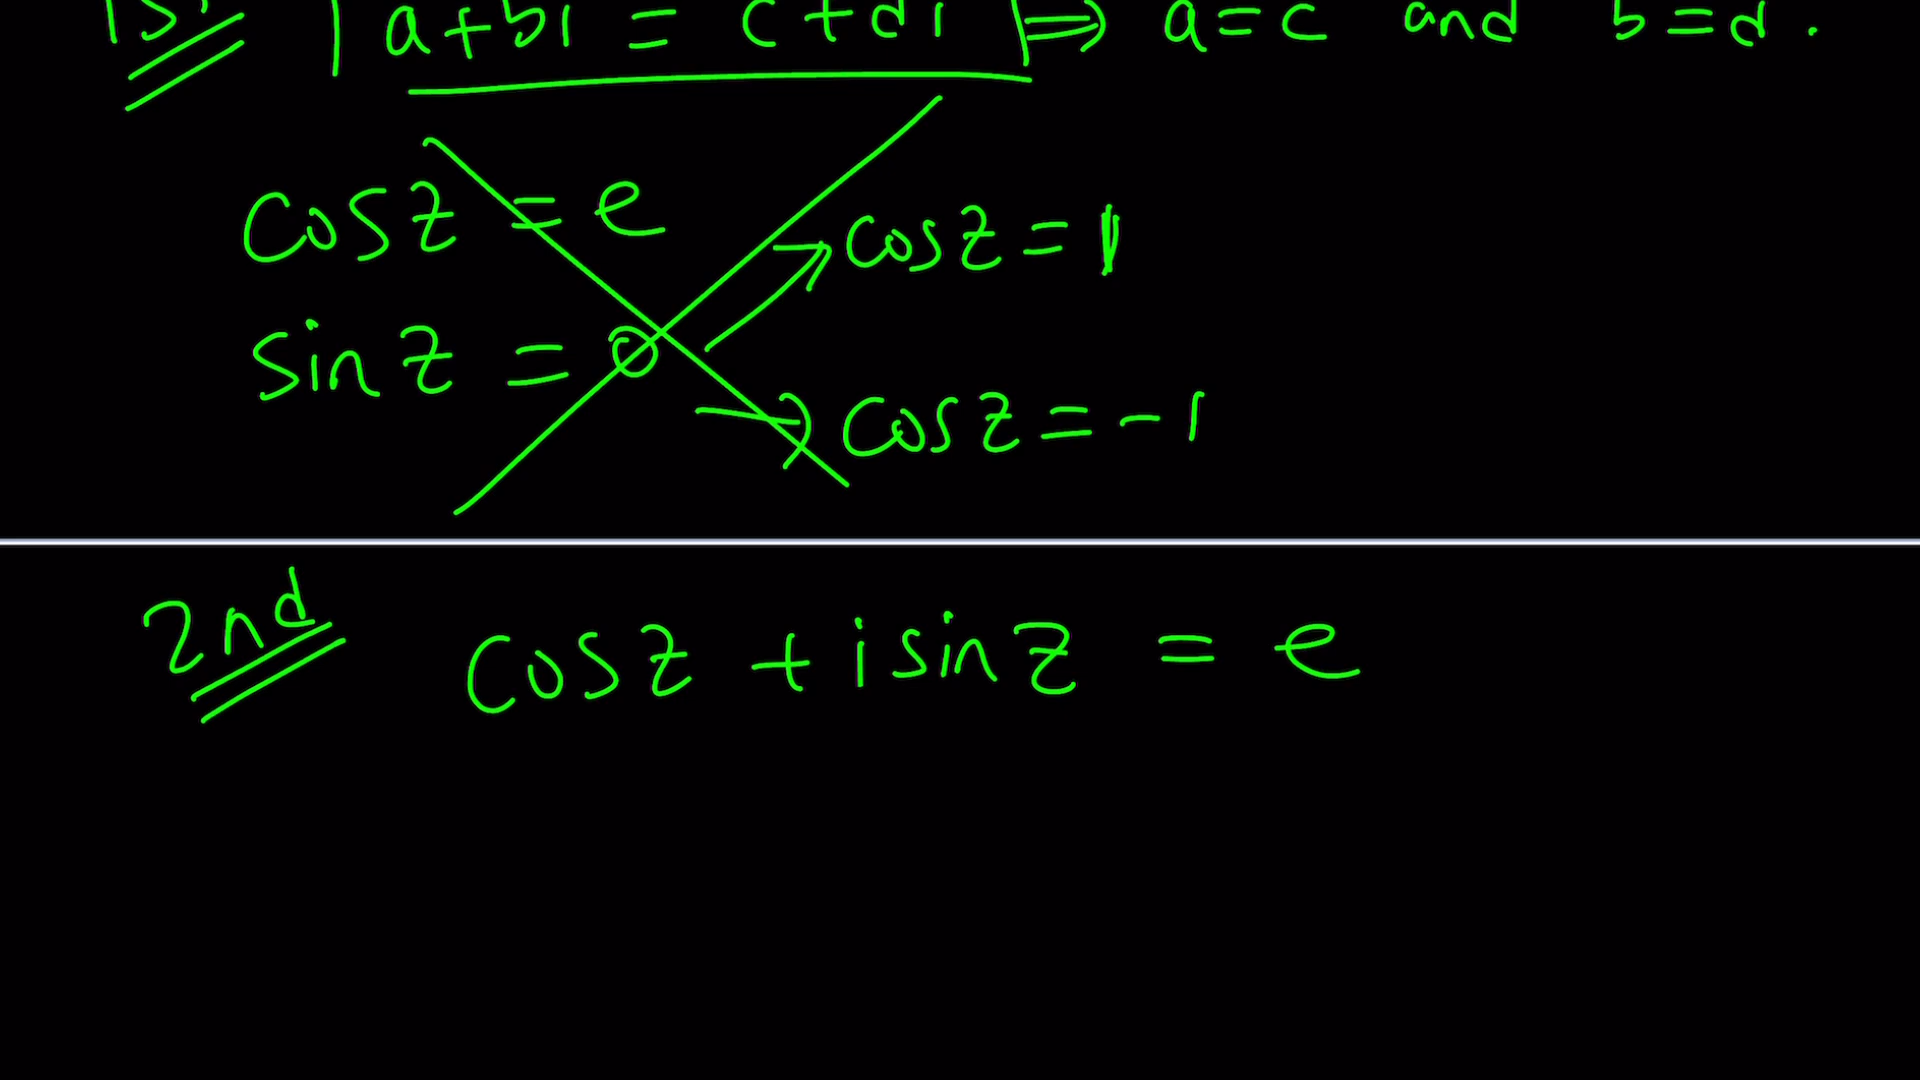 1st a+bi = c+di ⇒ a=c and b=d.
cos z = e
cos z = 1
sin z = 0
cos z = -1
2nd cos z + i sin z = e